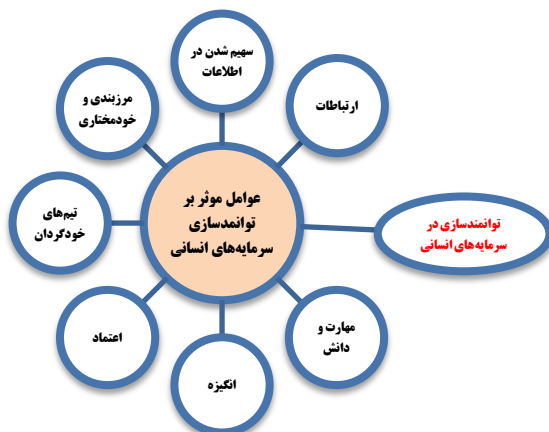 سهیم شدن در
اطلاعات
ارتباطات
مرزبندی و
خودمختاری
عوامل موثر بر
توانمدسازی
سرمایه‌های انسانی
تیم‌های
خودگردان
توانمندسازی در
سرمایه‌های انسانی
مهارت و
دانش
اعتماد
انگیزه